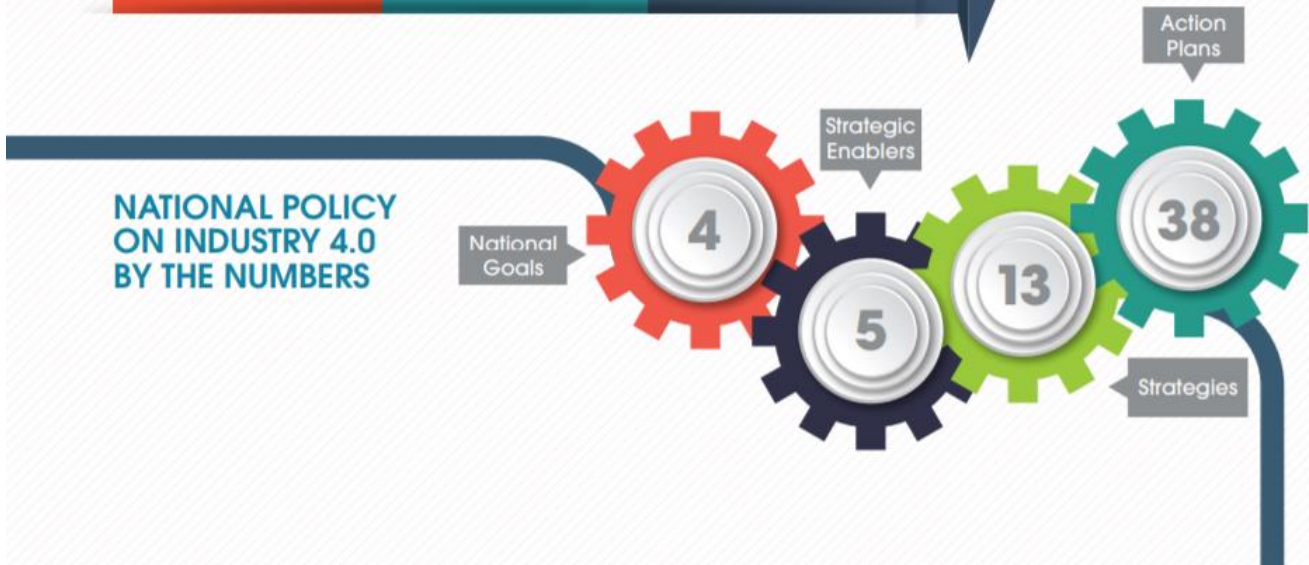 NATIONAL POLICY
ON INDUSTRY 4.0
BY THE NUMBERS
National
Goals
4
Strategic
Enablers
5
13
Strategies
Action
Plans
38